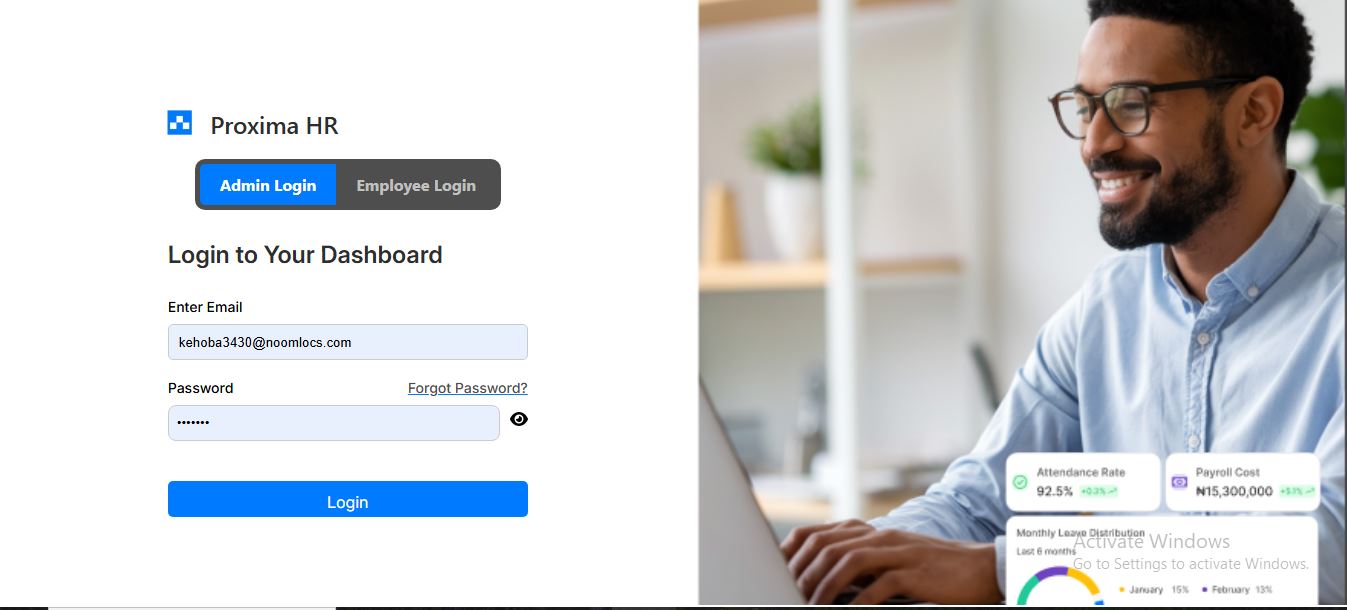 Proxima HR
Admin Login
Employee Login
Login to Your Dashboard
Enter Email
kehoba3430@noomlocs.com
Password
Forgot Password?
•••••••
Login
Attendance Rate
92.5% +0.3%
Payroll Cost
₦15,300,000 +5.1%
Monthly Leave Distribution
Last 6 months
January 15%
February 13%
Activate Windows
Go to Settings to activate Windows.